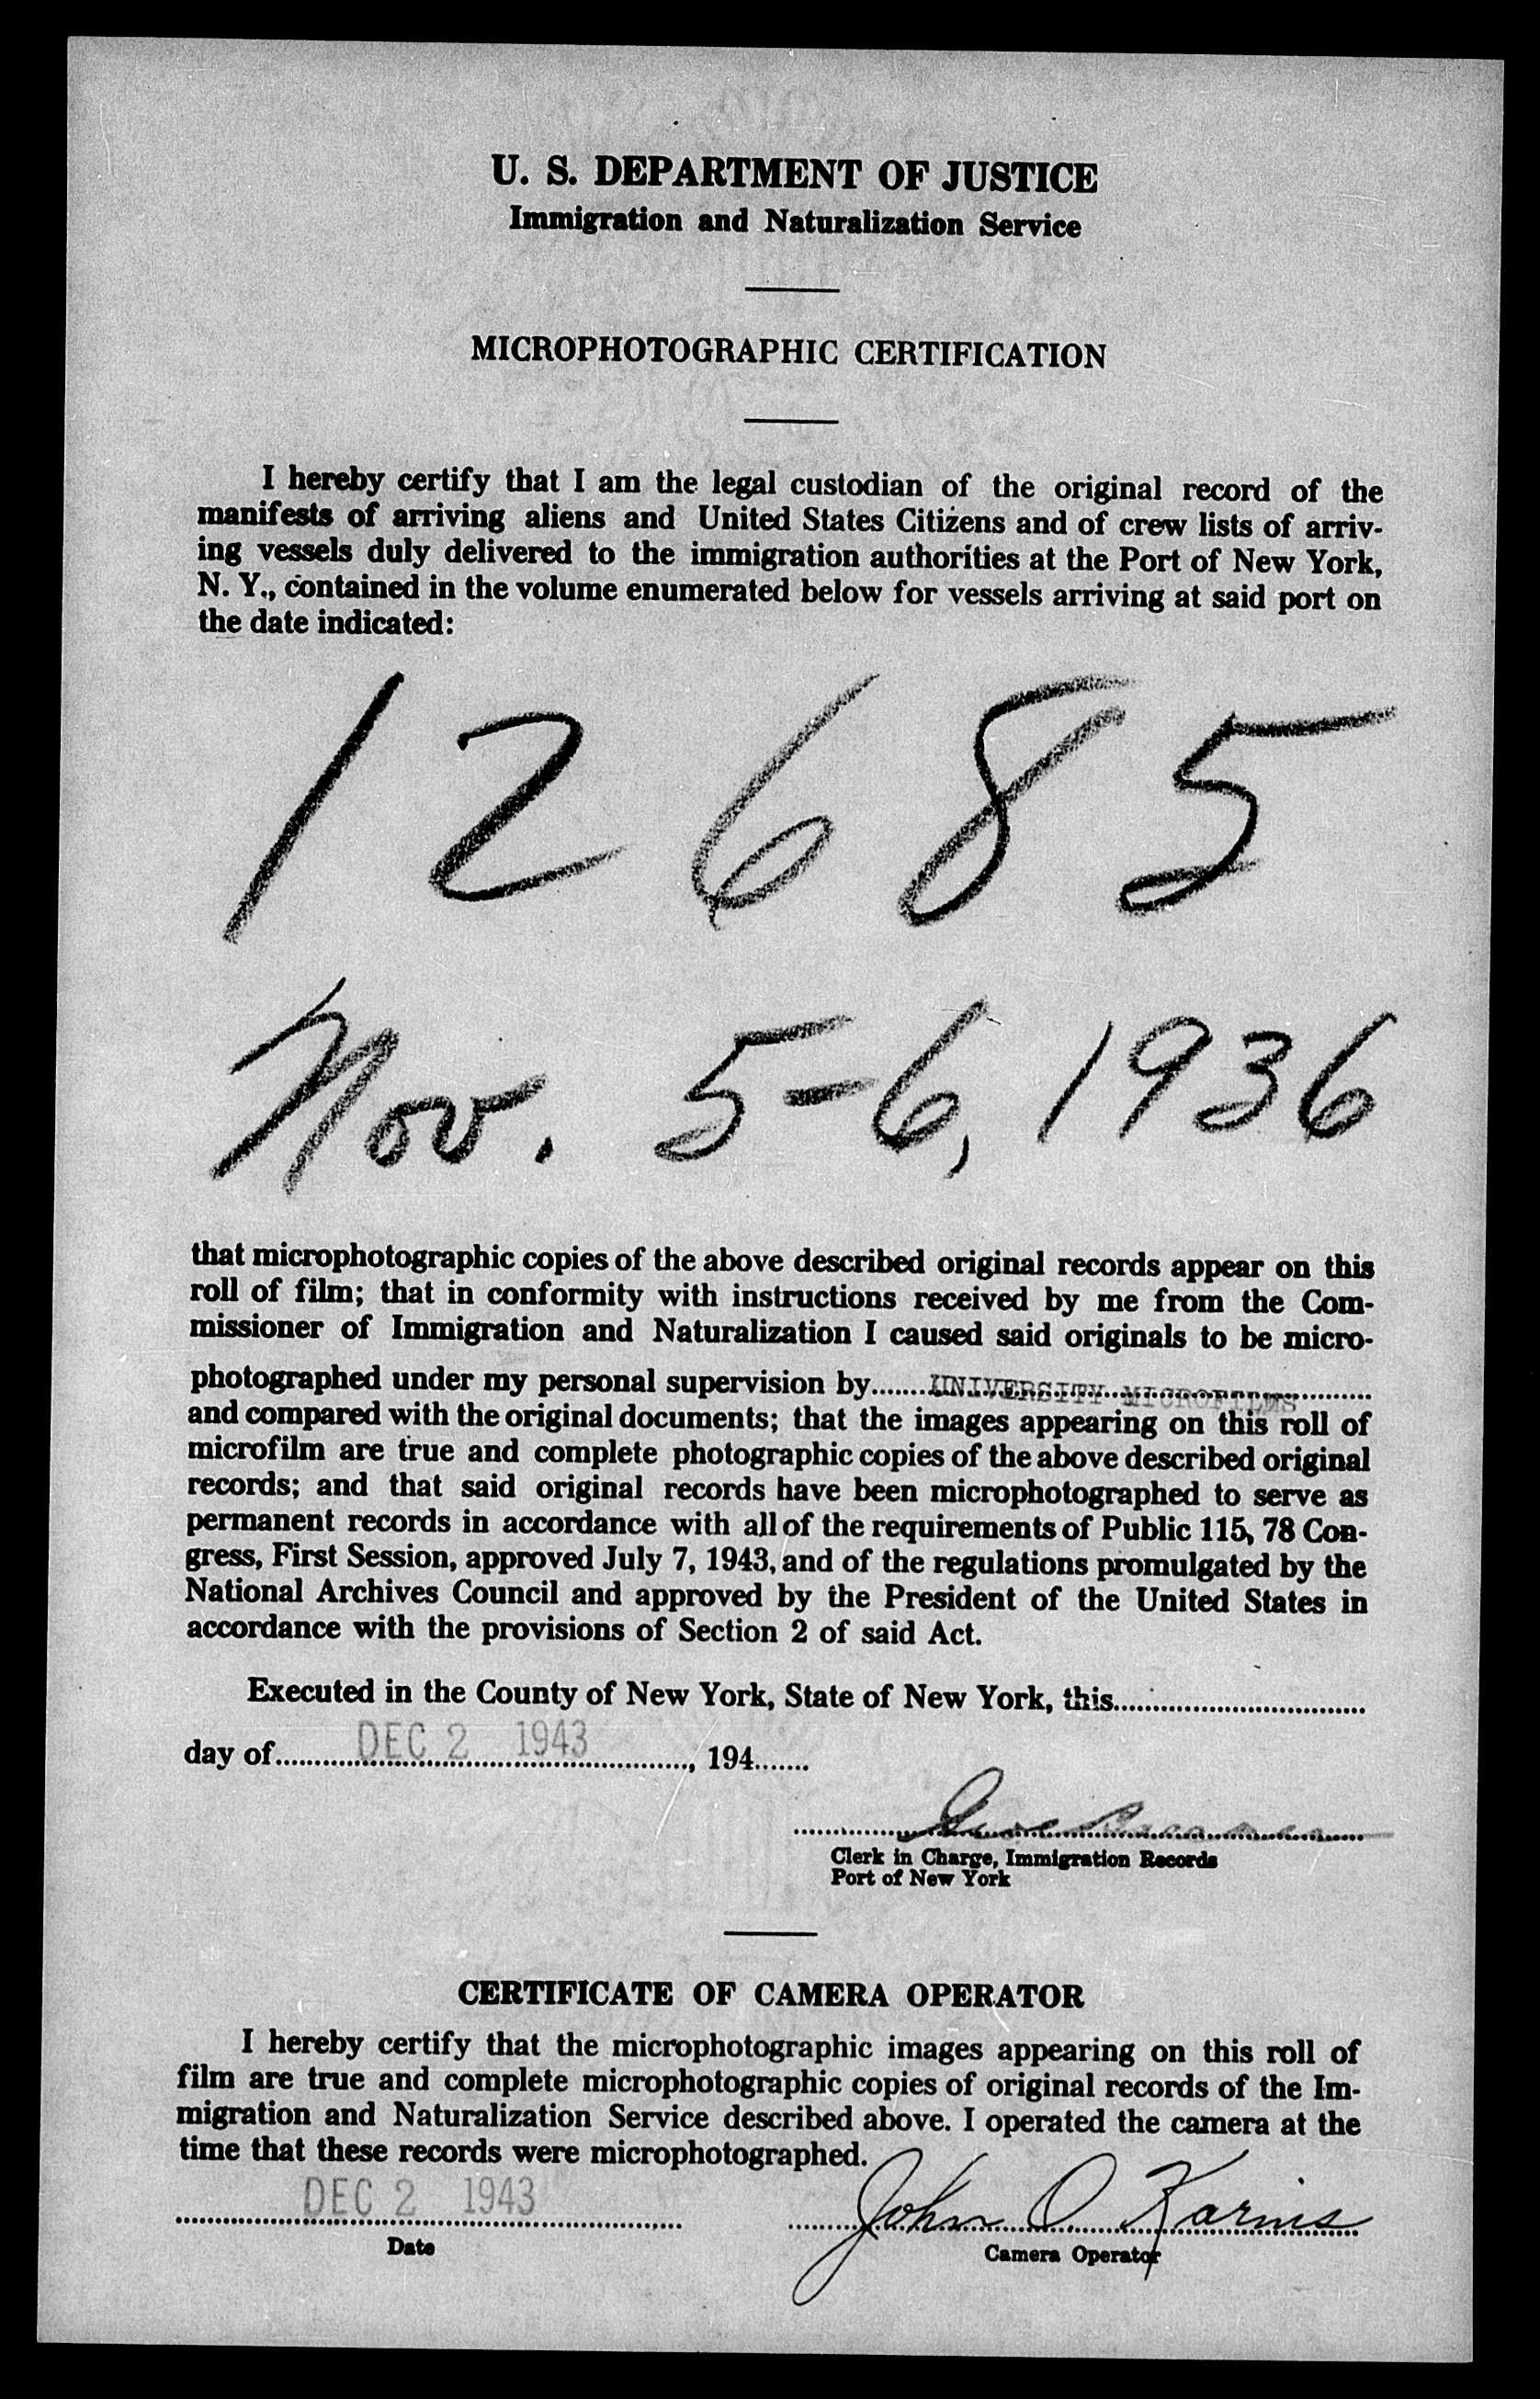 U. S. DEPARTMENT OF JUSTICE
Immigration and Naturalization Service
MICROPHOTOGRAPHIC CERTIFICATION
I hereby certify that I am the legal custodian of the original record of the
manifests of arriving aliens and United States Citizens and of crew lists of arriv-
ing vessels duly delivered to the immigration authorities at the Port of New York,
N. Y., contained in the volume enumerated below for vessels arriving at said port on
the date indicated:
12685
Nov. 5-6, 1936
that microphotographic copies of the above described original records appear on this
roll of film; that in conformity with instructions received by me from the Com-
missioner of Immigration and Naturalization I caused said originals to be micro-
photographed under my personal supervision by UNIVERSITY MICROFILMS
and compared with the original documents; that the images appearing on this roll of
microfilm are true and complete photographic copies of the above described original
records; and that said original records have been microphotographed to serve as
permanent records in accordance with all of the requirements of Public 115, 78 Con-
gress, First Session, approved July 7, 1943, and of the regulations promulgated by the
National Archives Council and approved by the President of the United States in
accordance with the provisions of Section 2 of said Act.
Executed in the County of New York, State of New York, this
day of DEC 2 1943, 194
Clerk in Charge, Immigration Records
Port of New York
CERTIFICATE OF CAMERA OPERATOR
I hereby certify that the microphotographic images appearing on this roll of
film are true and complete microphotographic copies of original records of the Im-
migration and Naturalization Service described above. I operated the camera at the
time that these records were microphotographed.
DEC 2 1943 John O Karins
Date Camera Operator